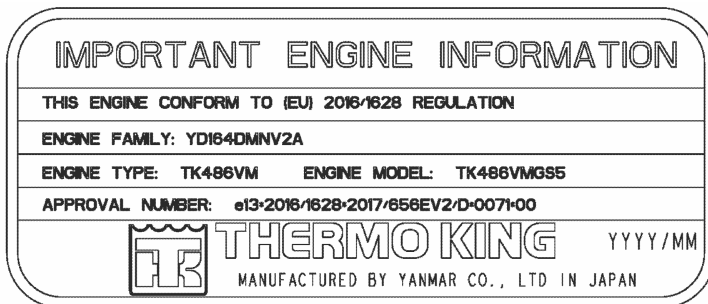 IMPORTANT ENGINE INFORMATION
THIS ENGINE CONFORM TO (EU) 2016/1628 REGULATION
ENGINE FAMILY: YD164DMNV2A
ENGINE TYPE: TK486VM ENGINE MODEL: TK486VMGS5
APPROVAL NUMBER: e13*2016/1628*2017/656EV2/D*0071*00
TK THERMO KING YYYY/MM
MANUFACTURED BY YANMAR CO., LTD IN JAPAN